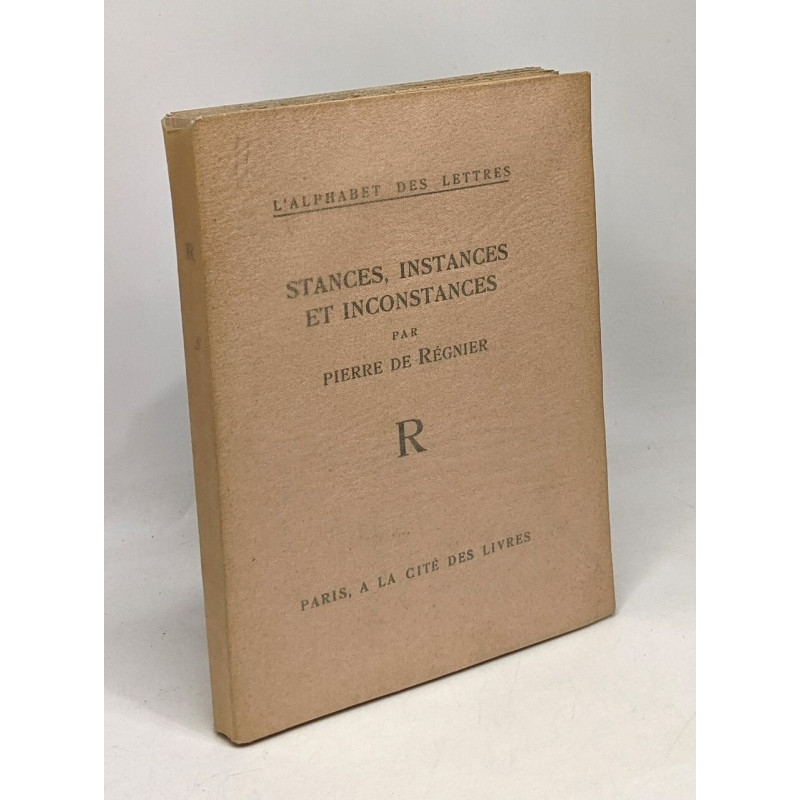 L'ALPHABET DES LETTRES
STANCES, INSTANCES
ET INCONSTANCES
PAR
PIERRE DE RÉGNIER
R
PARIS, A LA CITÉ DES LIVRES
R